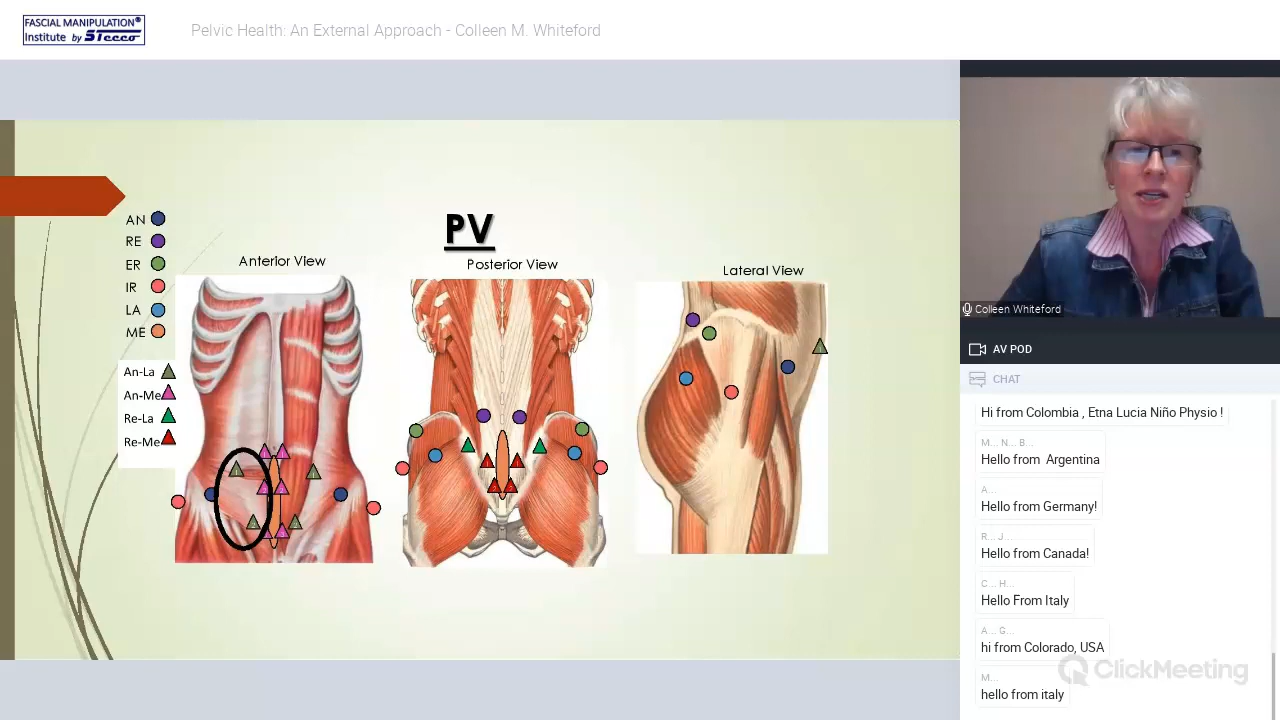 FASCIAL MANIPULATION®
Institute by Stecco
Pelvic Health: An External Approach - Colleen M. Whiteford
PV
AN
RE
ER
IR
LA
ME
An-La
An-Me
Re-La
Re-Me
Anterior View
Posterior View
Lateral View
Colleen Whiteford
AV POD
CHAT
Hi from Colombia , Etna Lucia Niño Physio !
M... N... B...
Hello from Argentina
A...
Hello from Germany!
R... J...
Hello from Canada!
C... H...
Hello From Italy
A... G...
hi from Colorado, USA
M...
hello from italy
ClickMeeting